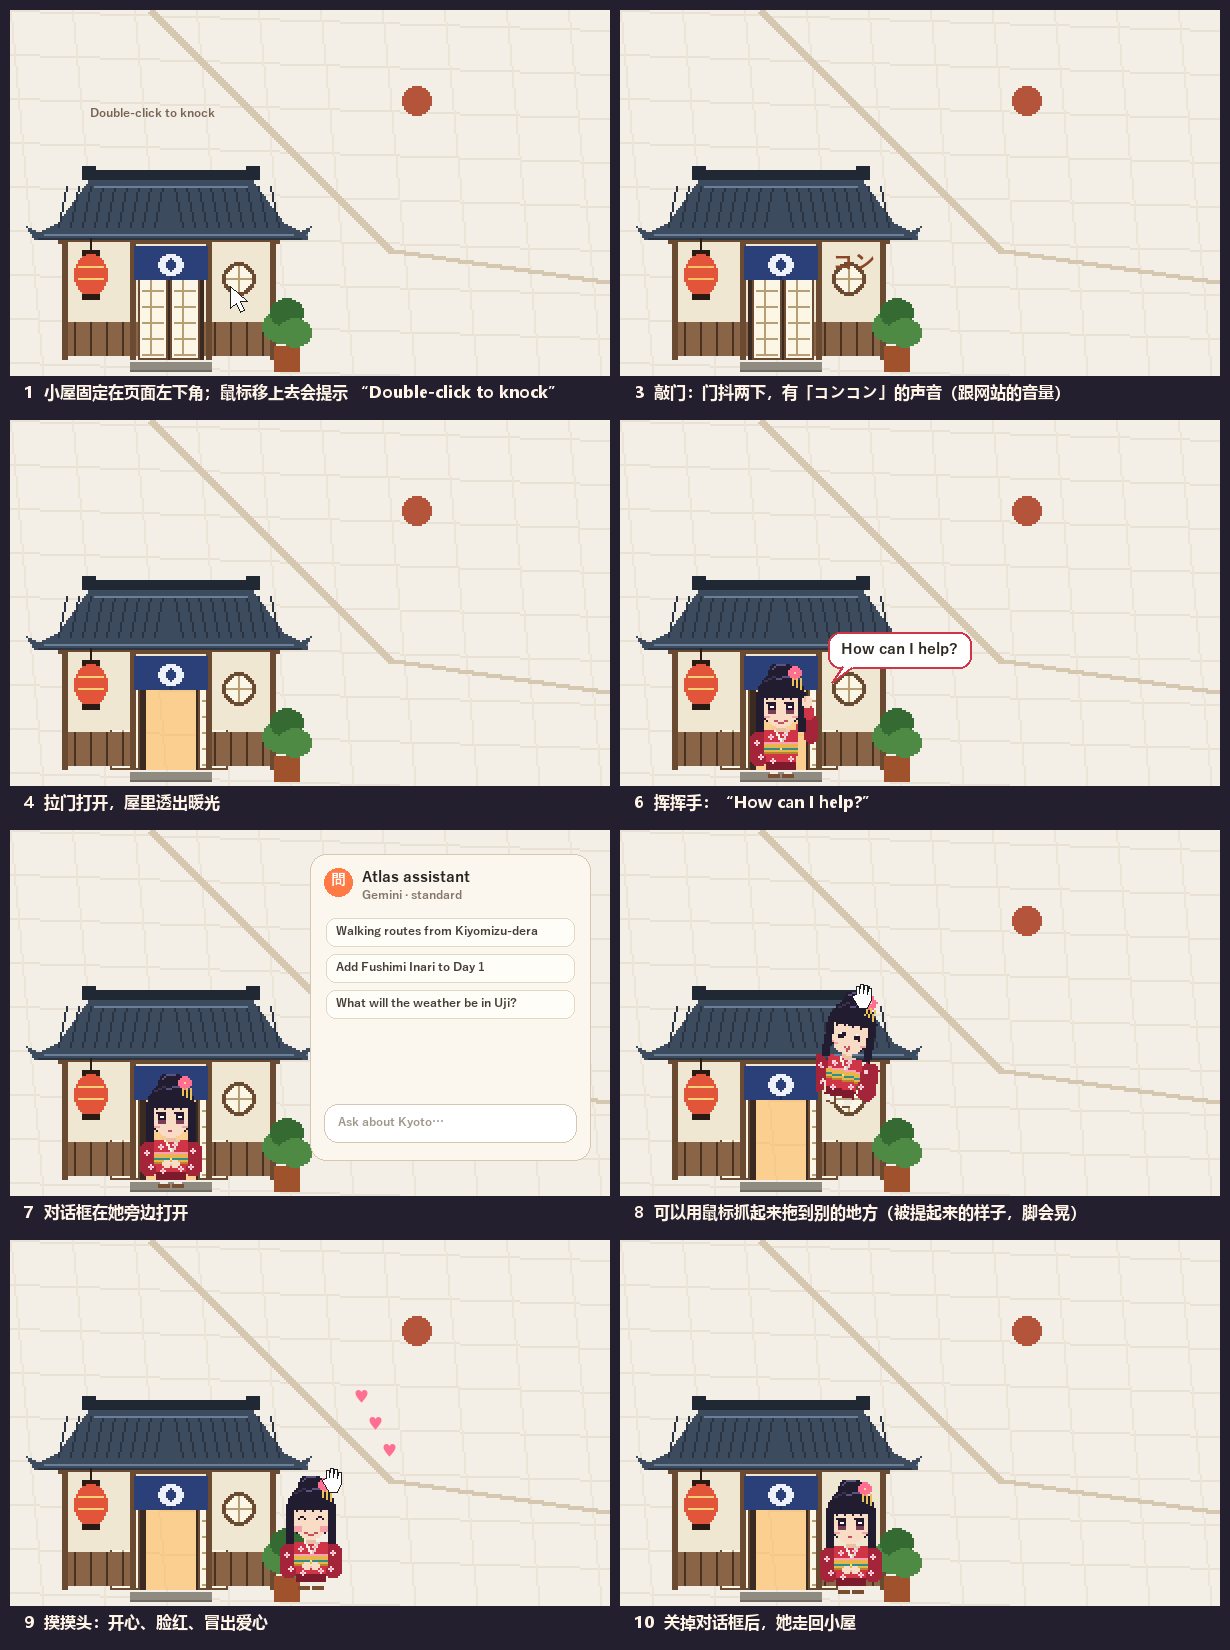 Double-click to knock
1 小屋固定在页面左下角；鼠标移上去会提示 “Double-click to knock”
コン
3 敲门：门抖两下，有「コンコン」的声音（跟网站的音量）
4 拉门打开，屋里透出暖光
How can I help?
6 挥挥手： “How can I help?”
問
Atlas assistant
Gemini · standard
Walking routes from Kiyomizu-dera
Add Fushimi Inari to Day 1
What will the weather be in Uji?
Ask about Kyoto…
7 对话框在她旁边打开
8 可以用鼠标抓起来拖到别的地方（被提起来的样子，脚会晃）
9 摸摸头：开心、脸红、冒出爱心
10 关掉对话框后，她走回小屋